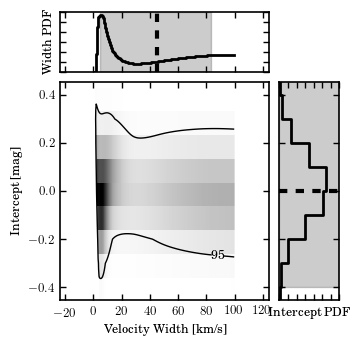 Width PDF
0.4
0.2
0.0
−0.2
−0.4
Intercept [mag]
95
−20 0 20 40 60 80 100 120
Velocity Width [km/s]
Intercept PDF